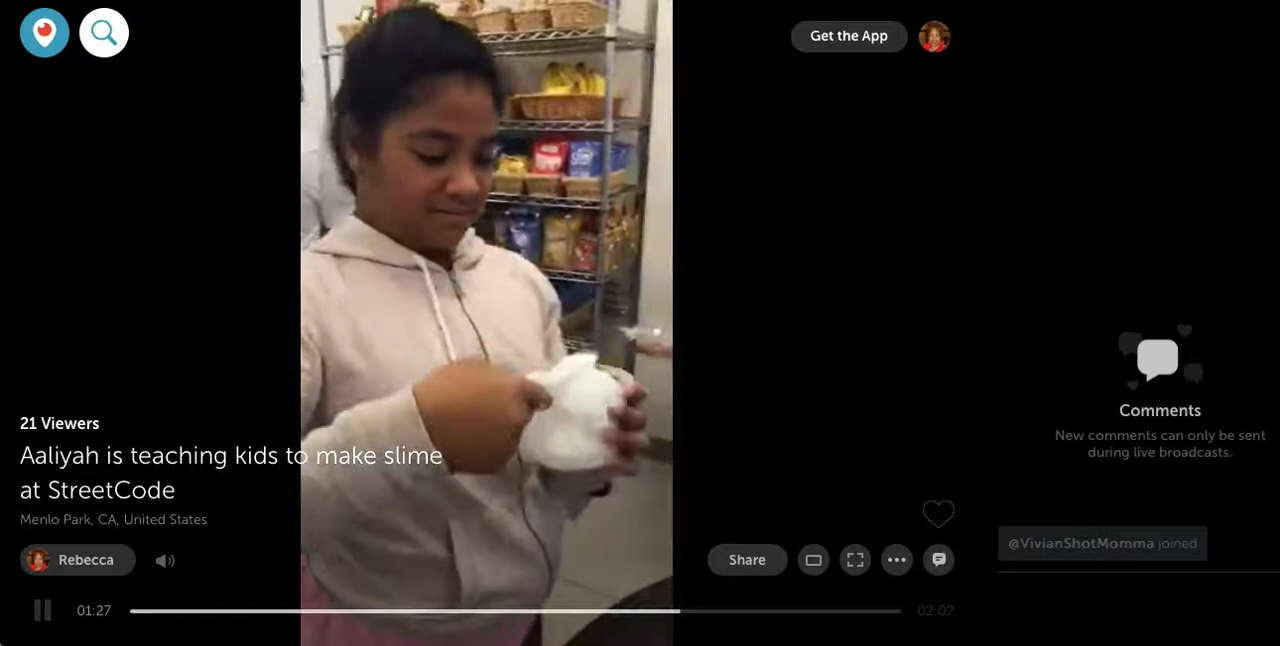 Get the App
21 Viewers
Aaliyah is teaching kids to make slime
at StreetCode
Menlo Park, CA, United States
Rebecca
Share
01:27
02:02
Comments
New comments can only be sent
during live broadcasts.
@VivianShotMomma joined